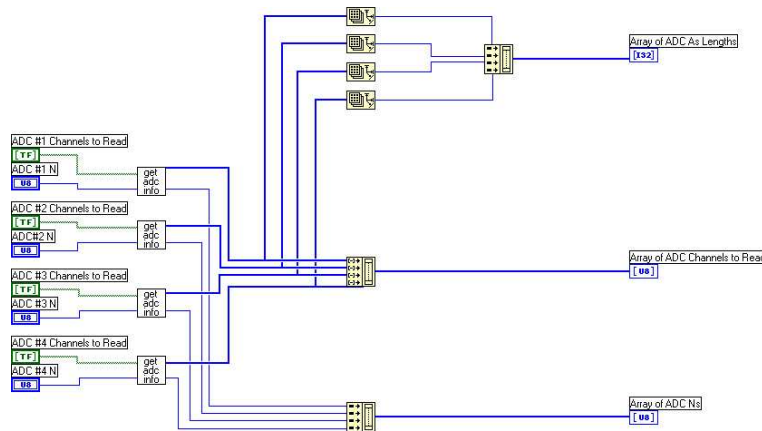 Array of ADC As Lengths
[I32]
ADC #1 Channels to Read
[TF]
ADC #1 N
U8
get
adc
info
ADC #2 Channels to Read
[TF]
ADC#2 N
U8
get
adc
info
Array of ADC Channels to Read
[U8]
ADC #3 Channels to Read
[TF]
ADC #3 N
U8
get
adc
info
ADC #4 Channels to Read
[TF]
ADC #4 N
U8
get
adc
info
Array of ADC Ns
[U8]